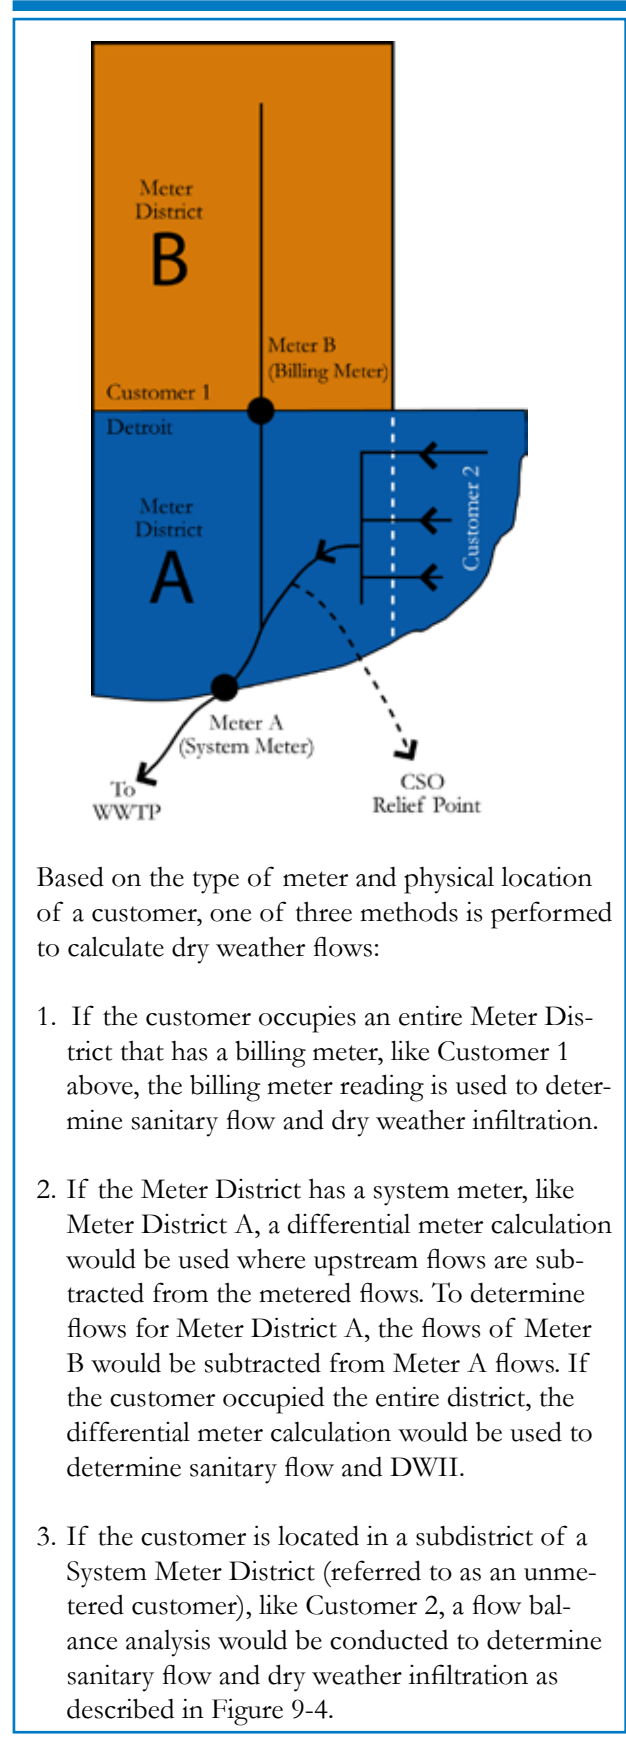 Meter
District
B
Meter B
(Billing Meter)
Customer 1
Detroit
Customer 2
Meter
District
A
Meter A
(System Meter)
To
WWTP
CSO
Relief Point
Based on the type of meter and physical location
of a customer, one of three methods is performed
to calculate dry weather flows:
1. If the customer occupies an entire Meter Dis-
trict that has a billing meter, like Customer 1
above, the billing meter reading is used to deter-
mine sanitary flow and dry weather infiltration.
2. If the Meter District has a system meter, like
Meter District A, a differential meter calculation
would be used where upstream flows are sub-
tracted from the metered flows. To determine
flows for Meter District A, the flows of Meter
B would be subtracted from Meter A flows. If
the customer occupied the entire district, the
differential meter calculation would be used to
determine sanitary flow and DWII.
3. If the customer is located in a subdistrict of a
System Meter District (referred to as an unme-
tered customer), like Customer 2, a flow bal-
ance analysis would be conducted to determine
sanitary flow and dry weather infiltration as
described in Figure 9-4.